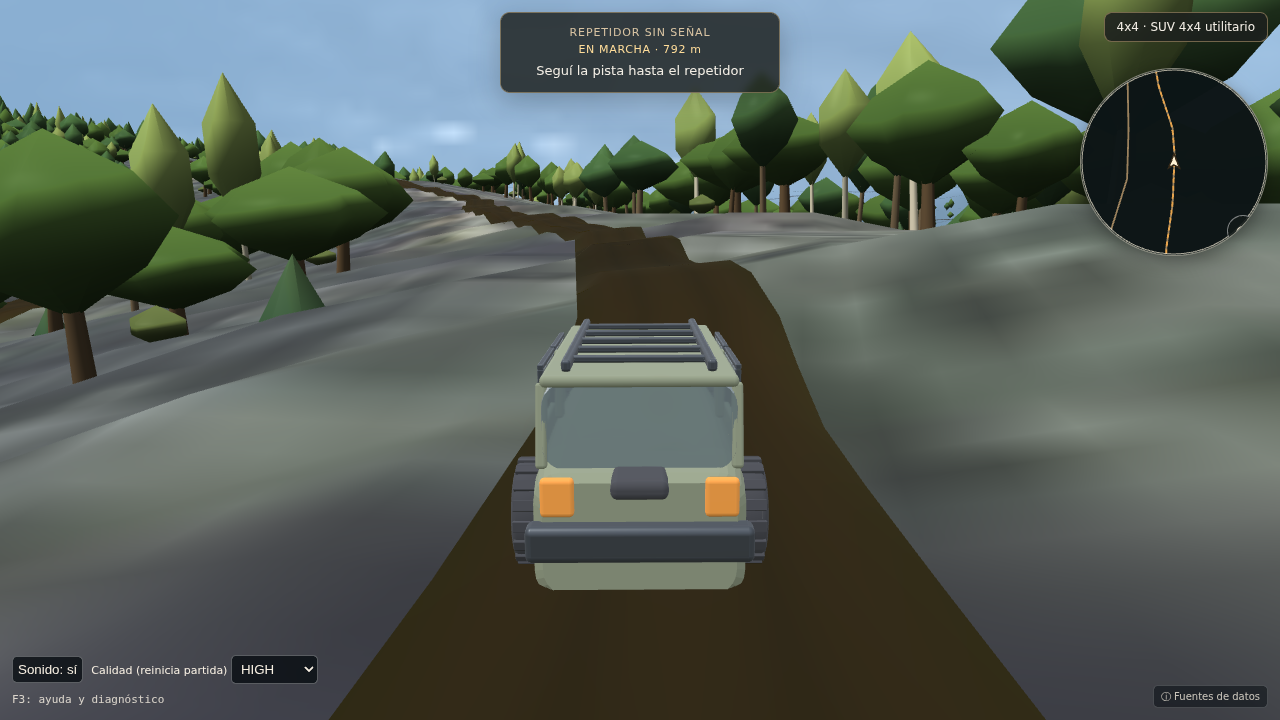 REPETIDOR SIN SEÑAL
EN MARCHA · 792 m
Seguí la pista hasta el repetidor
4x4 · SUV 4x4 utilitario
Sonido: sí
Calidad (reinicia partida)
HIGH
F3: ayuda y diagnóstico
ⓘ Fuentes de datos